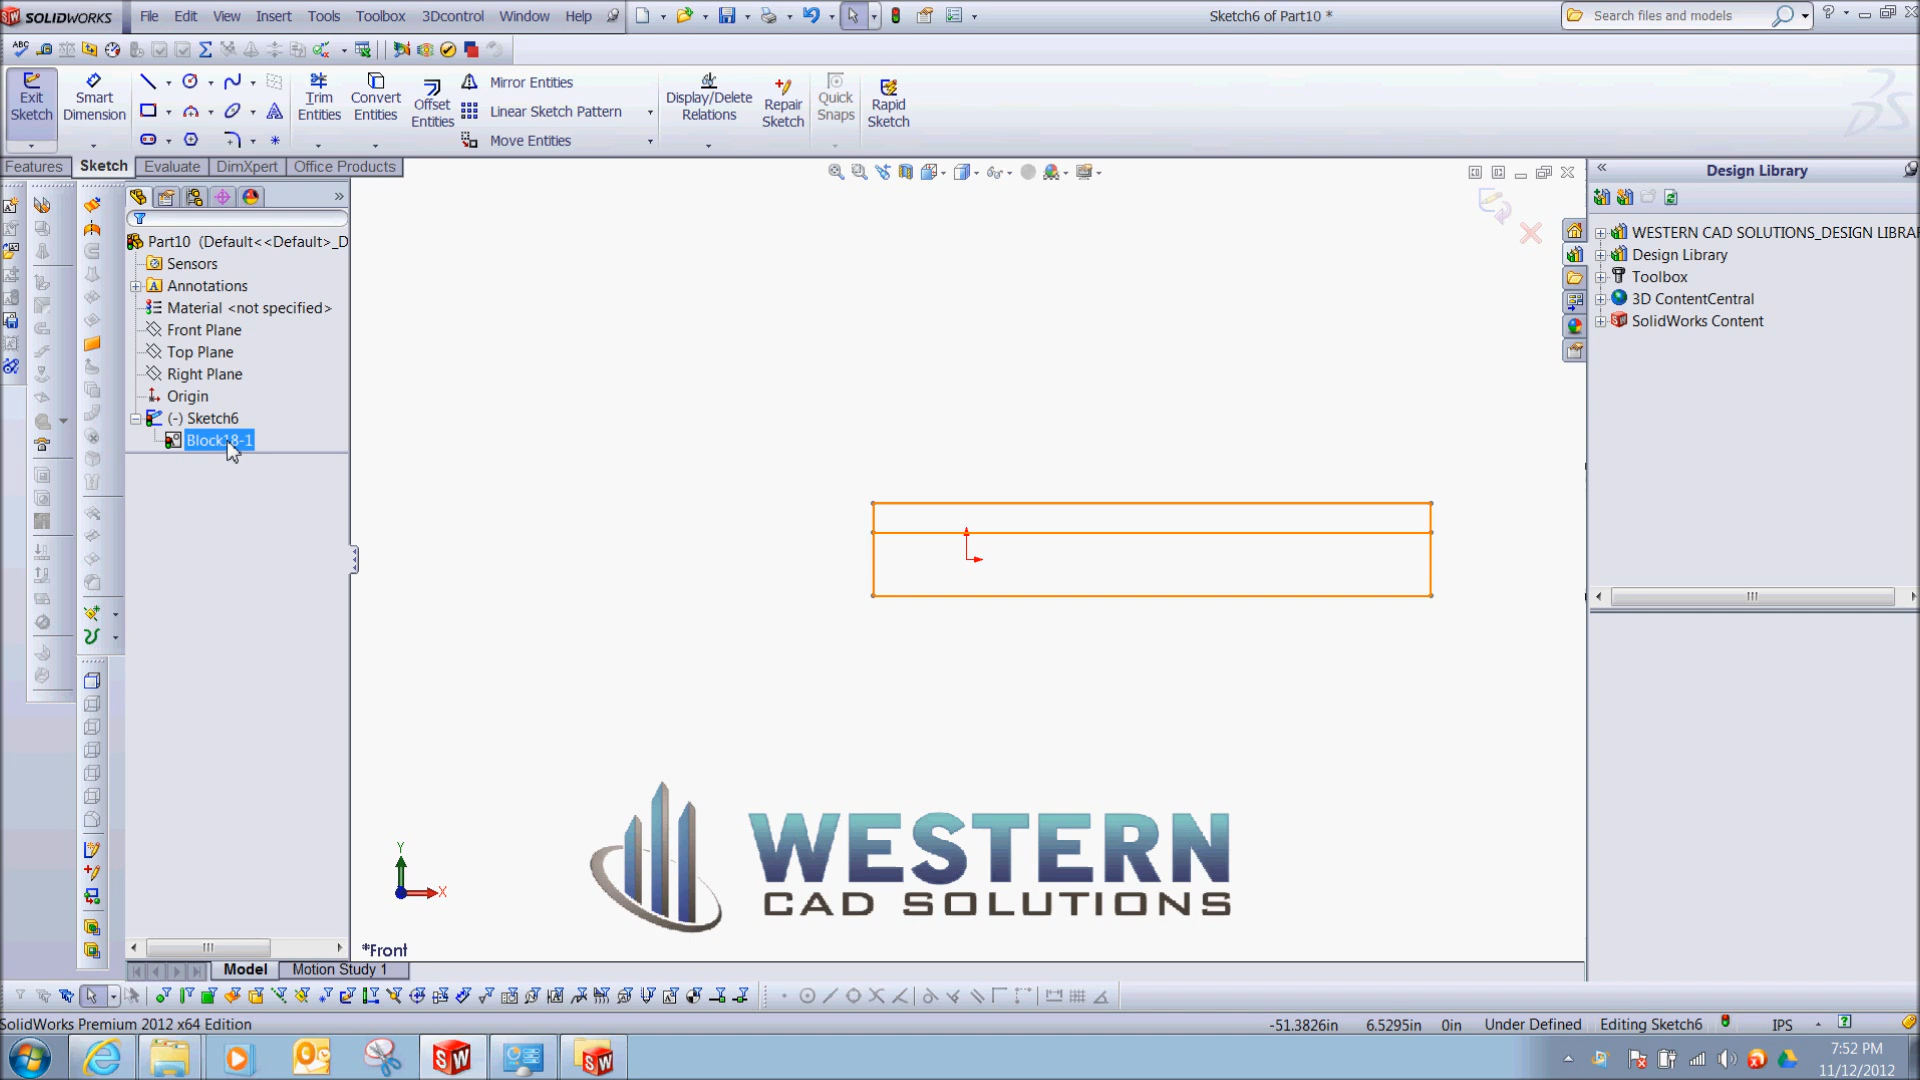 SOLIDWORKS File Edit View Insert Tools Toolbox 3Dcontrol Window Help Sketch6 of Part10 * Search files and models
ABC
Exit Sketch
Smart Dimension
Trim Entities
Convert Entities
Offset Entities
Mirror Entities
Linear Sketch Pattern
Move Entities
Display/Delete Relations
Repair Sketch
Quick Snaps
Rapid Sketch
Features Sketch Evaluate DimXpert Office Products
Design Library
Part10 (Default<<Default>_D
Sensors
Annotations
Material <not specified>
Front Plane
Top Plane
Right Plane
Origin
(-) Sketch6
Block18-1
WESTERN CAD SOLUTIONS_DESIGN LIBRAR
Design Library
Toolbox
3D ContentCentral
SolidWorks Content
Y
X
WESTERN
CAD SOLUTIONS
*Front
Model Motion Study 1
SolidWorks Premium 2012 x64 Edition -51.3826in 6.5295in 0in Under Defined Editing Sketch6 IPS
7:52 PM
11/12/2012